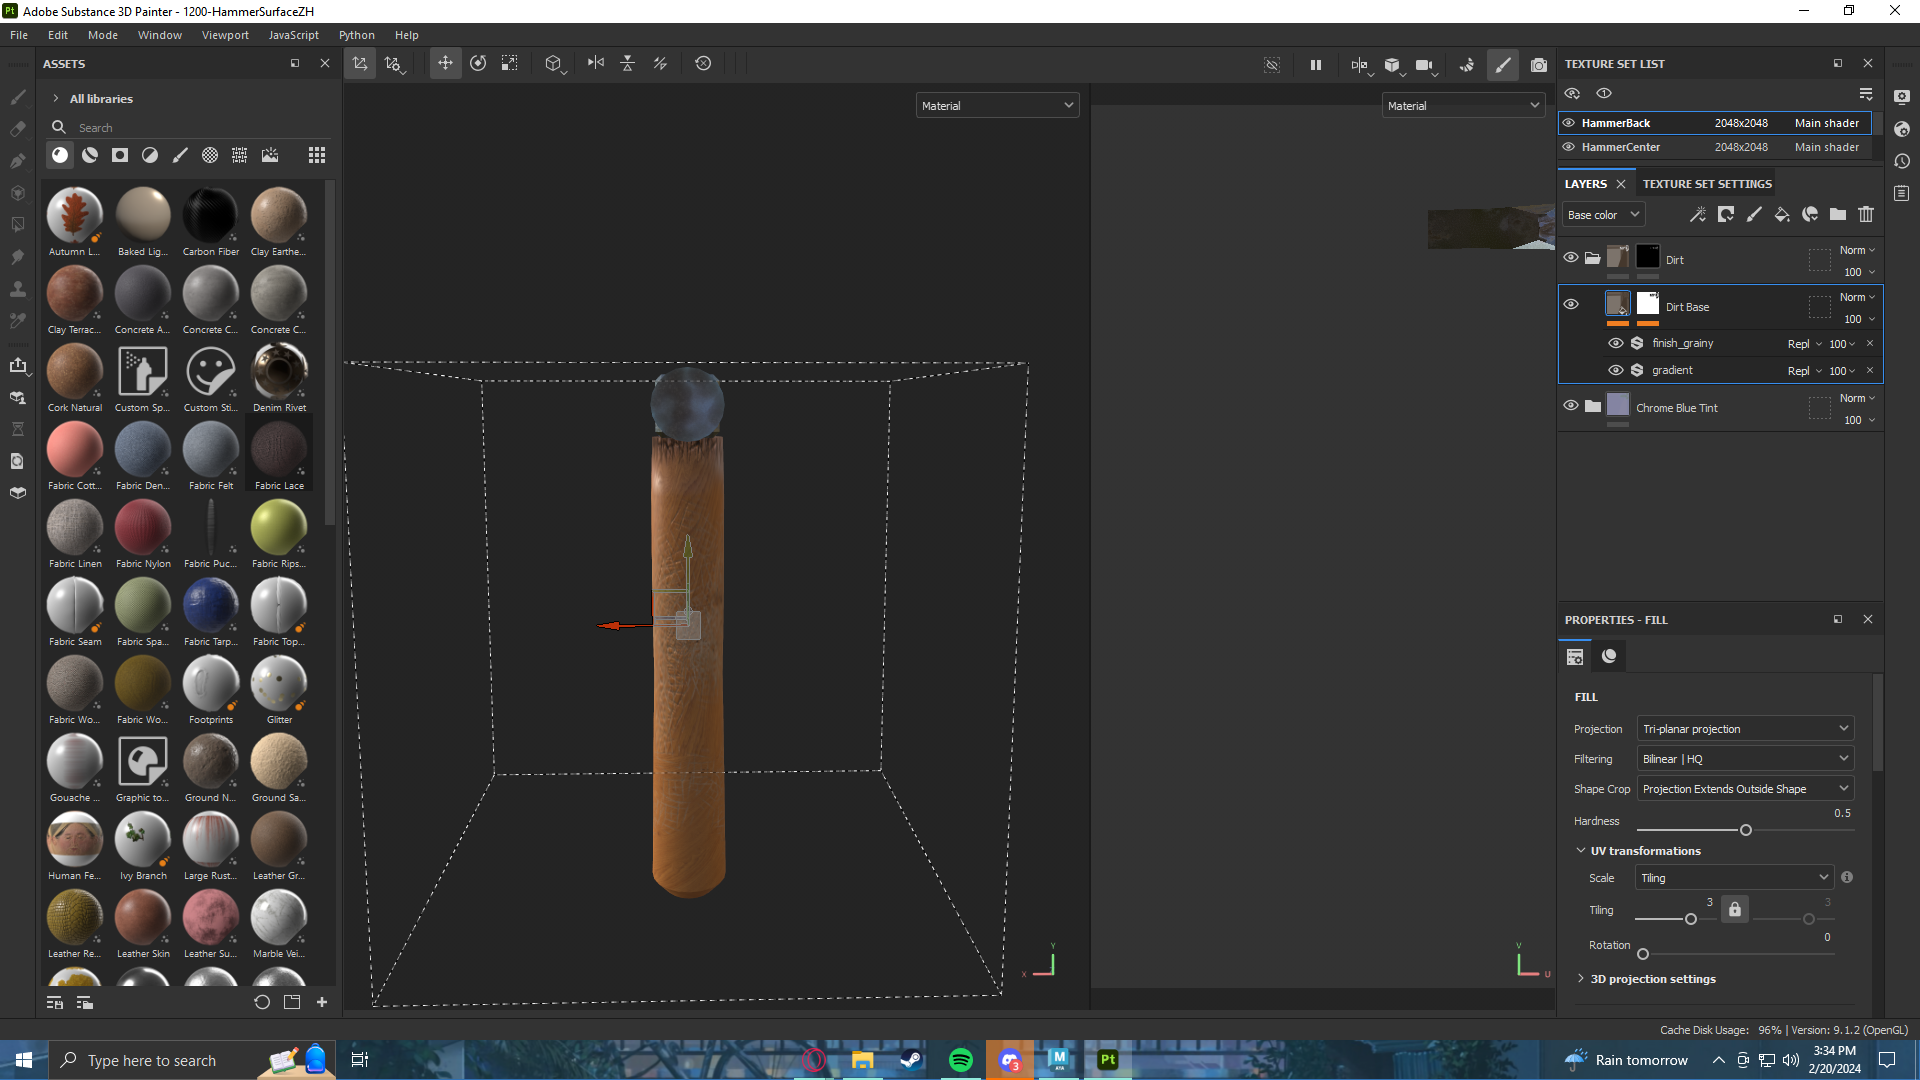 Pt Adobe Substance 3D Painter - 1200-HammerSurfaceZH
File Edit Mode Window Viewport JavaScript Python Help
ASSETS
All libraries
Search
Autumn L... Baked Lig... Carbon Fiber Clay Earthe...
Clay Terrac... Concrete A... Concrete C... Concrete C...
Cork Natural Custom Sp... Custom Sti... Denim Rivet
Fabric Cott... Fabric Den... Fabric Felt Fabric Lace
Fabric Linen Fabric Nylon Fabric Puc... Fabric Rips...
Fabric Seam Fabric Spa... Fabric Tarp... Fabric Top...
Fabric Wo... Fabric Wo... Footprints Glitter
Gouache ... Graphic to... Ground N... Ground Sa...
Human Fe... Ivy Branch Large Rust... Leather Gr...
Leather Re... Leather Skin Leather Su... Marble Vei...
Material
Y
X
Material
V
U
TEXTURE SET LIST
HammerBack 2048x2048 Main shader
HammerCenter 2048x2048 Main shader
LAYERS TEXTURE SET SETTINGS
Base color
Dirt Norm
100
Dirt Base Norm
100
finish_grainy Repl 100
gradient Repl 100
Chrome Blue Tint Norm
100
PROPERTIES - FILL
FILL
Projection Tri-planar projection
Filtering Bilinear | HQ
Shape Crop Projection Extends Outside Shape
Hardness 0.5
UV transformations
Scale Tiling
Tiling 3 3
Rotation 0
3D projection settings
Cache Disk Usage: 96% | Version: 9.1.2 (OpenGL)
Type here to search
3
M
Pt
Rain tomorrow
3:34 PM
2/20/2024